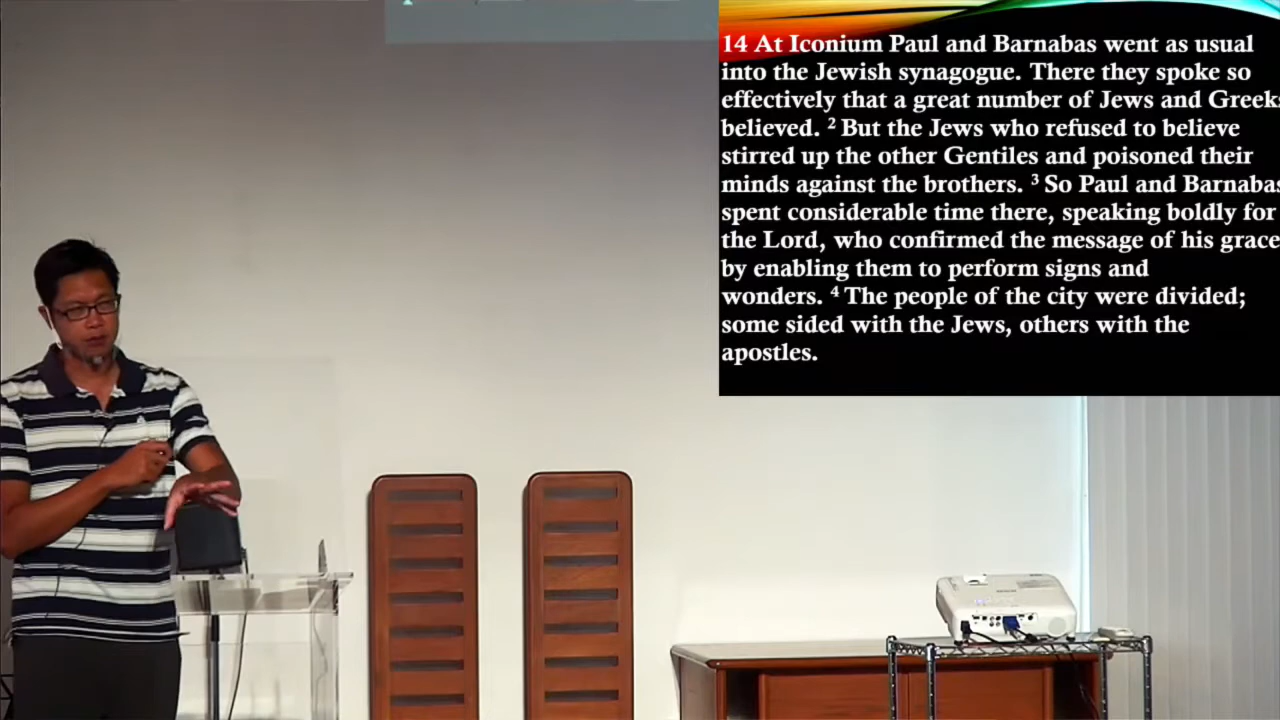 14 At Iconium Paul and Barnabas went as usual
into the Jewish synagogue. There they spoke so
effectively that a great number of Jews and Greeks
believed. 2 But the Jews who refused to believe
stirred up the other Gentiles and poisoned their
minds against the brothers. 3 So Paul and Barnabas
spent considerable time there, speaking boldly for
the Lord, who confirmed the message of his grace
by enabling them to perform signs and
wonders. 4 The people of the city were divided;
some sided with the Jews, others with the
apostles.